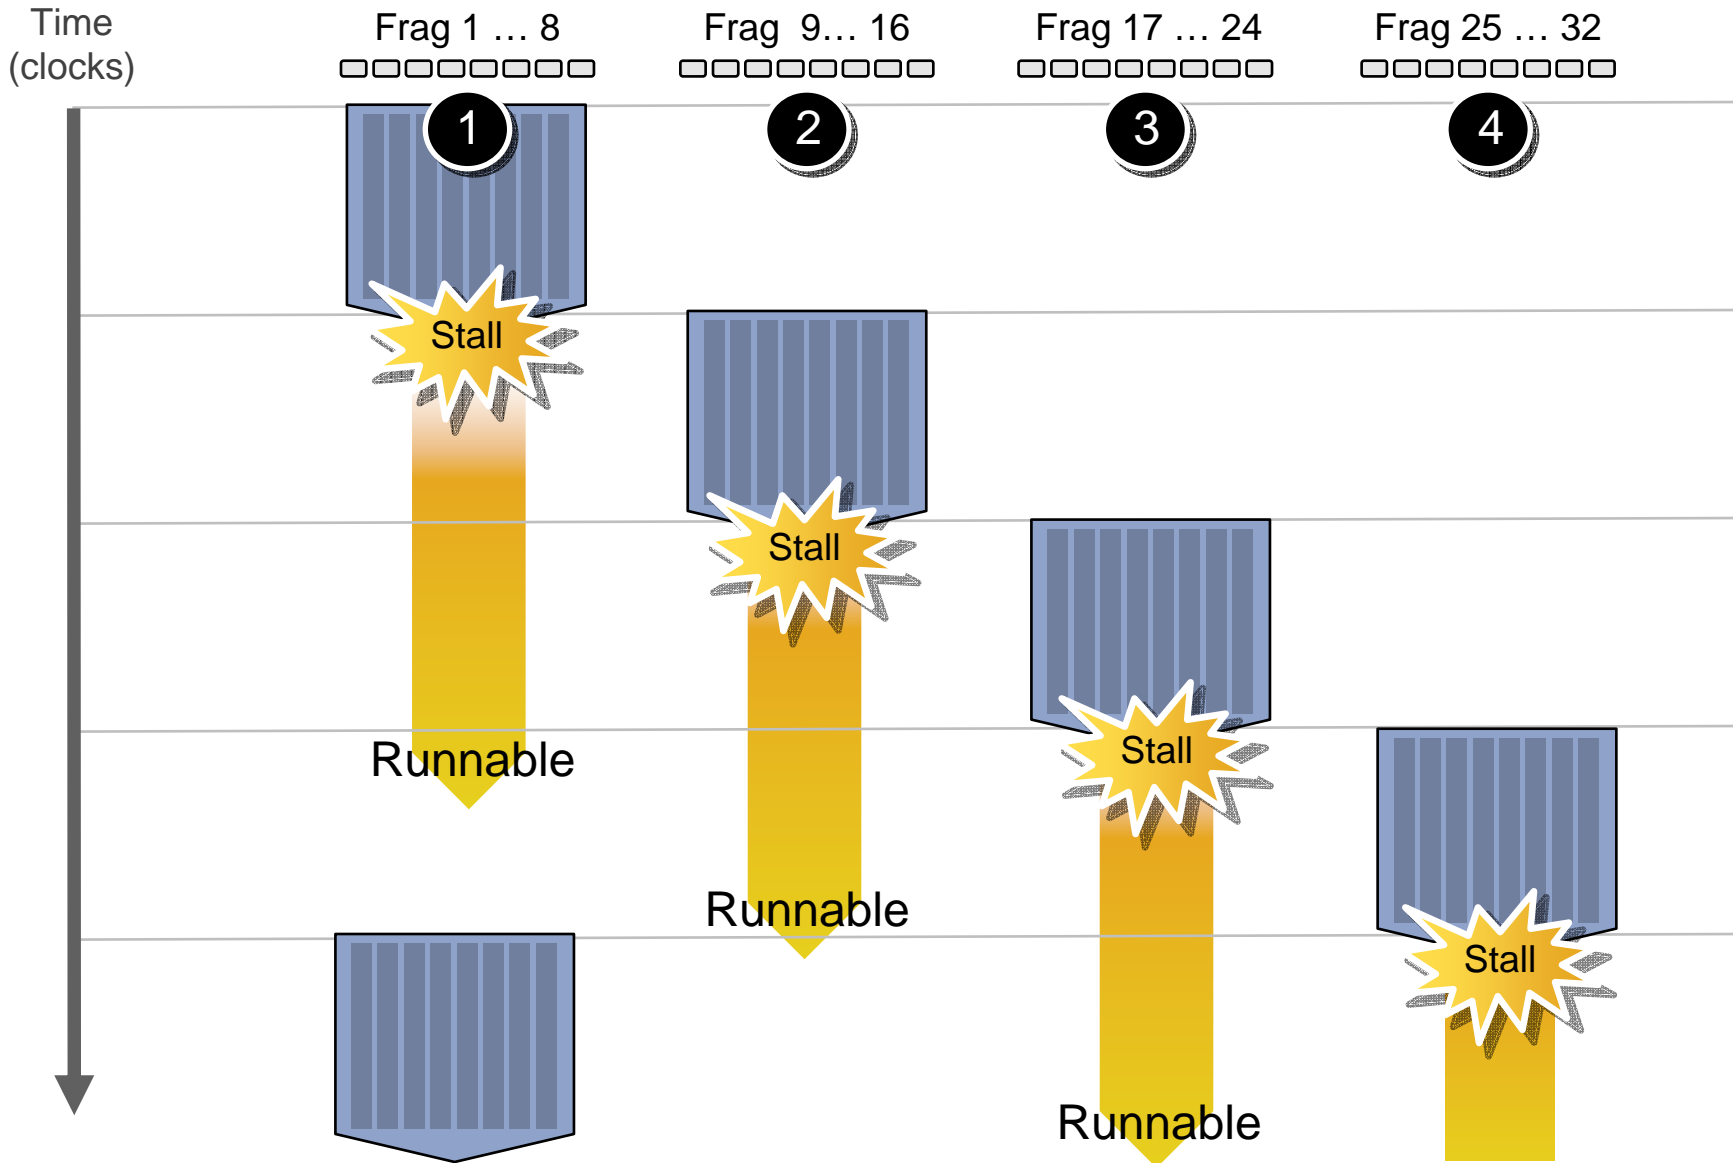 Time
(clocks)
Frag 1 … 8
Frag 9… 16
Frag 17 … 24
Frag 25 … 32
1
2
3
4
Stall
Stall
Stall
Runnable
Runnable
Stall
Runnable